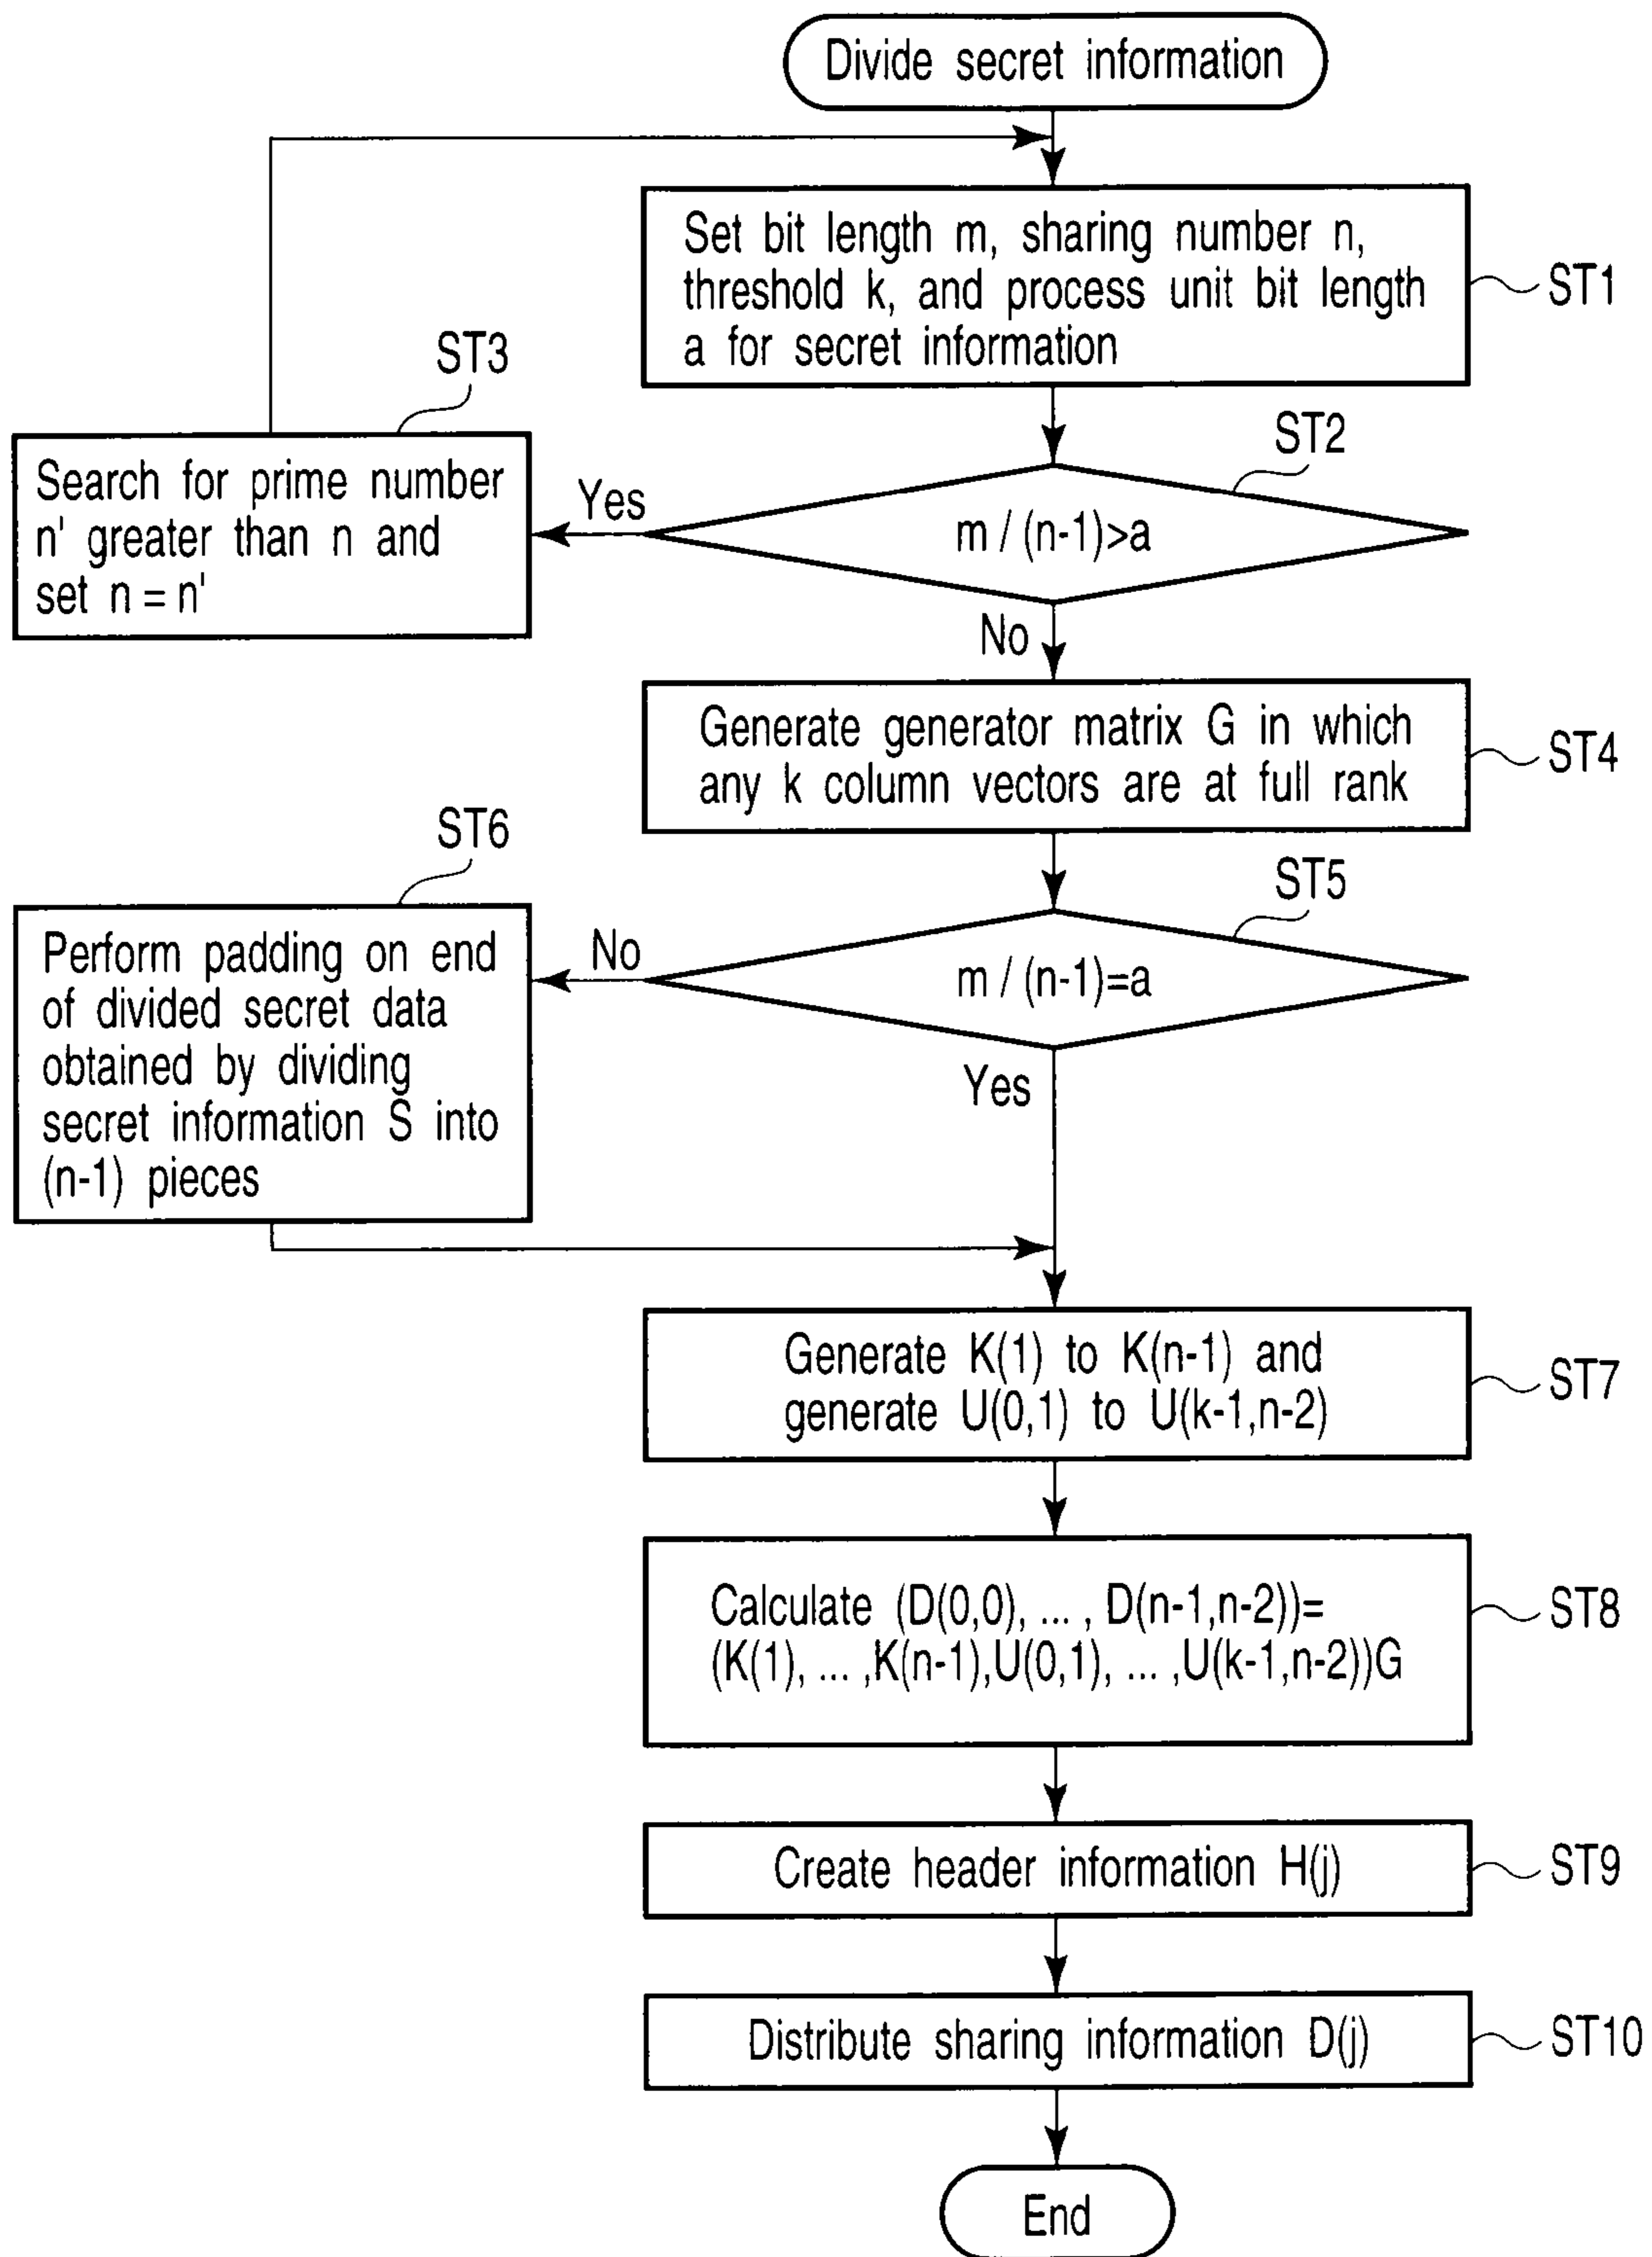 Divide secret information
Set bit length m, sharing number n,
threshold k, and process unit bit length
a for secret information
ST1
ST3
Search for prime number
n' greater than n and
set n = n'
Yes
ST2
m / (n-1)>a
No
Generate generator matrix G in which
any k column vectors are at full rank
ST4
ST6
Perform padding on end
of divided secret data
obtained by dividing
secret information S into
(n-1) pieces
No
ST5
m / (n-1)=a
Yes
Generate K(1) to K(n-1) and
generate U(0,1) to U(k-1,n-2)
ST7
Calculate (D(0,0), ... , D(n-1,n-2))=
(K(1), ... ,K(n-1),U(0,1), ... ,U(k-1,n-2))G
ST8
Create header information H(j)
ST9
Distribute sharing information D(j)
ST10
End